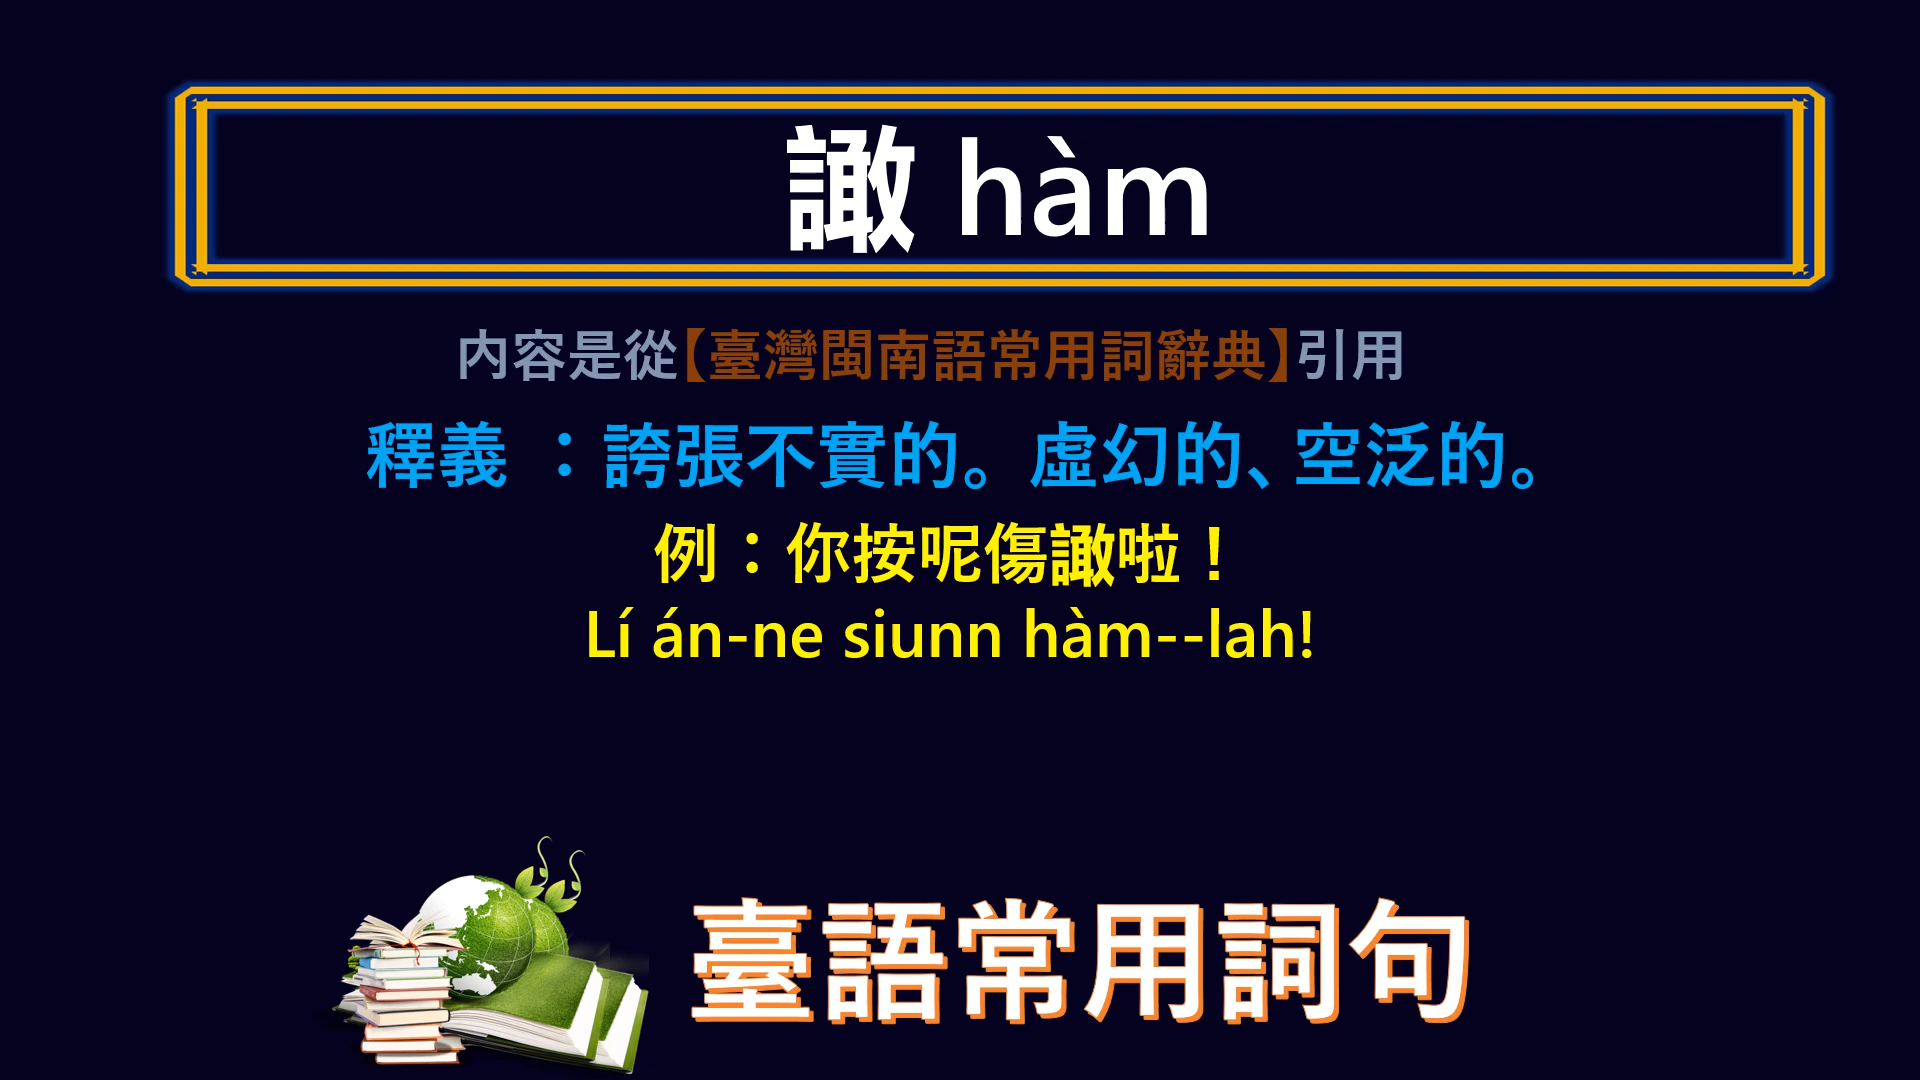 譀 hàm
内容是從【臺灣閩南語常用詞辭典】引用
釋義 ：誇張不實的。虛幻的、空泛的。
例：你按呢傷譀啦！
Lí án-ne siunn hàm--lah!
臺語常用詞句